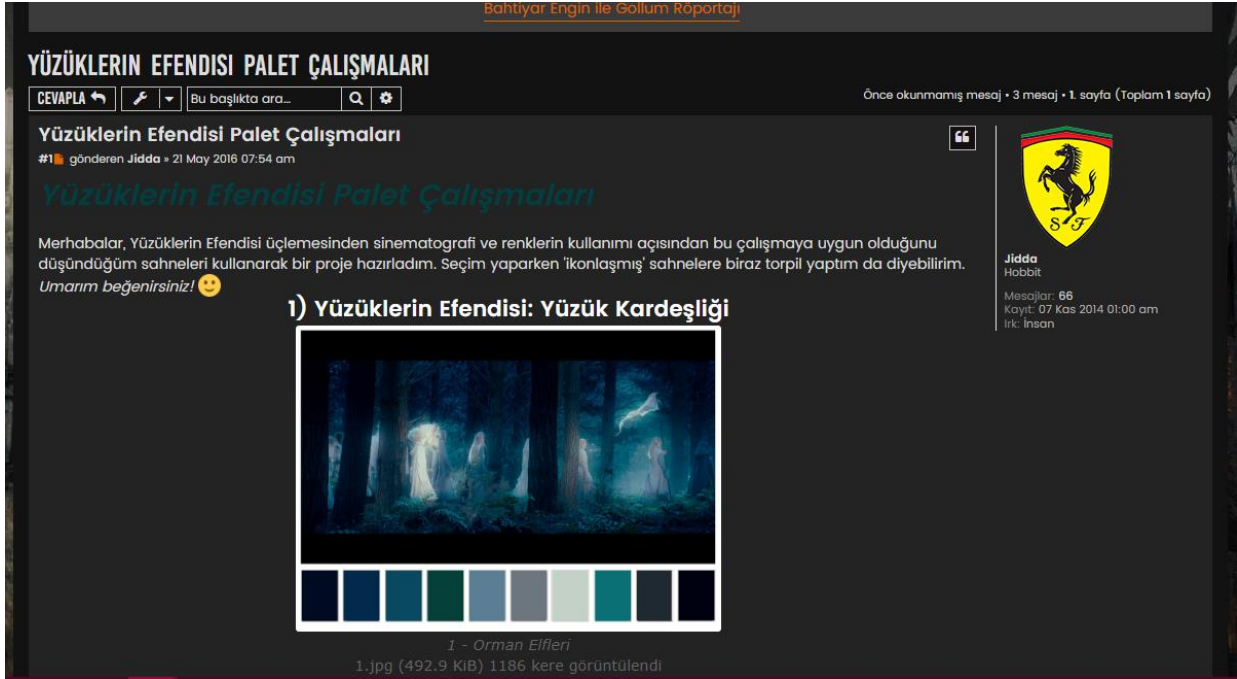 Bahtiyar Engin ile Gollum Röportajı
YÜZÜKLERIN EFENDISI PALET ÇALIŞMALARI
CEVAPLA
Bu başlıkta ara…
Önce okunmamış mesaj • 3 mesaj • 1. sayfa (Toplam 1 sayfa)
Yüzüklerin Efendisi Palet Çalışmaları
#1 gönderen Jidda » 21 May 2016 07:54 am
Yüzüklerin Efendisi Palet Çalışmaları
Merhabalar, Yüzüklerin Efendisi üçlemesinden sinematografi ve renklerin kullanımı açısından bu çalışmaya uygun olduğunu
düşündüğüm sahneleri kullanarak bir proje hazırladım. Seçim yaparken 'ikonlaşmış' sahnelere biraz torpil yaptım da diyebilirim.
Umarım beğenirsiniz!
S F
Jidda
Hobbit
Mesajlar: 66
Kayıt: 07 Kas 2014 01:00 am
Irk: İnsan
1) Yüzüklerin Efendisi: Yüzük Kardeşliği
1 - Orman Elfleri
1.jpg (492.9 KiB) 1186 kere görüntülendi